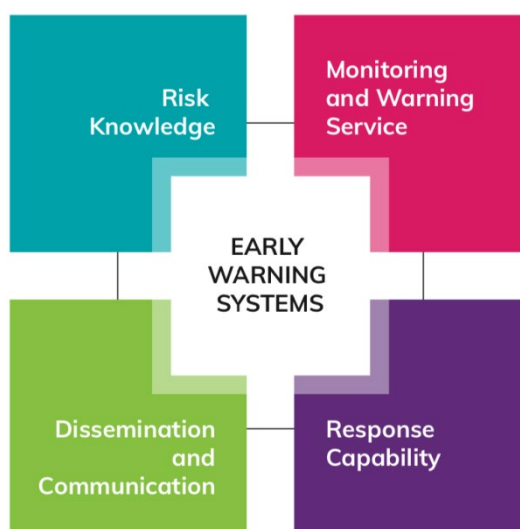 Risk
Knowledge
Monitoring
and Warning
Service
EARLY
WARNING
SYSTEMS
Dissemination
and
Communication
Response
Capability